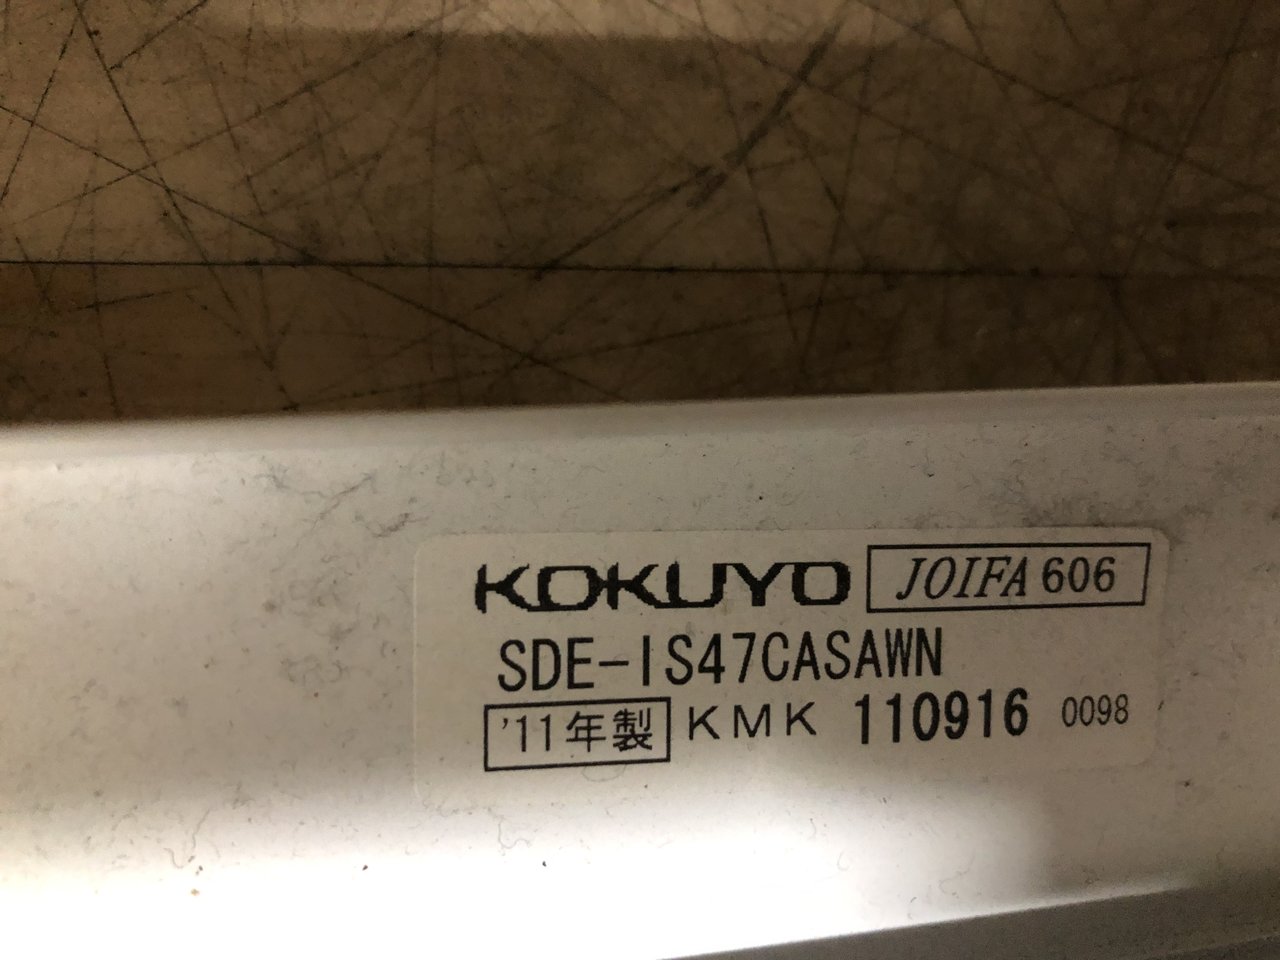 KOKUYO JOIFA 606
SDE-IS47CASAWN
'11年製 KMK 110916 0098